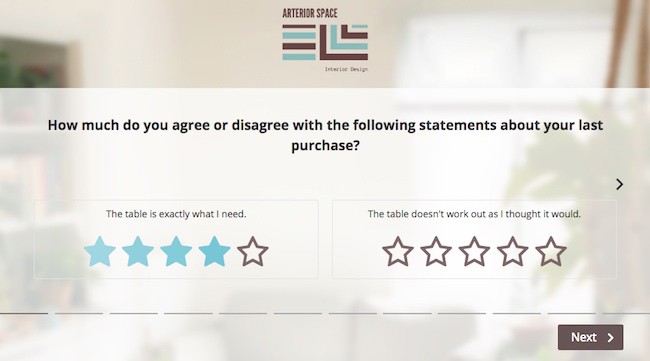 ARTERIOR SPACE
Interior Design
How much do you agree or disagree with the following statements about your last
purchase?
The table is exactly what I need.
The table doesn't work out as I thought it would.
Next